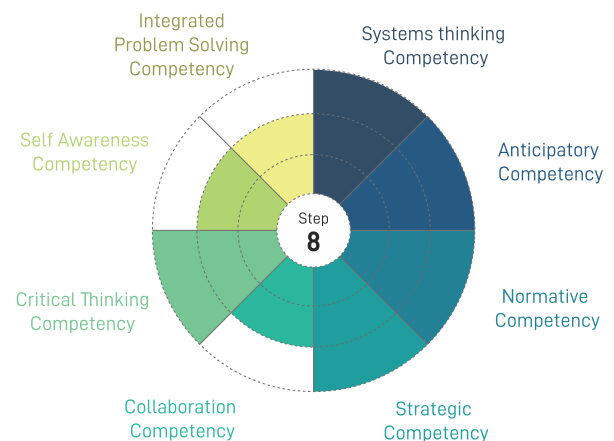 Integrated
Problem Solving
Competency
Systems thinking
Competency
Self Awareness
Competency
Anticipatory
Competency
Step
8
Critical Thinking
Competency
Normative
Competency
Collaboration
Competency
Strategic
Competency